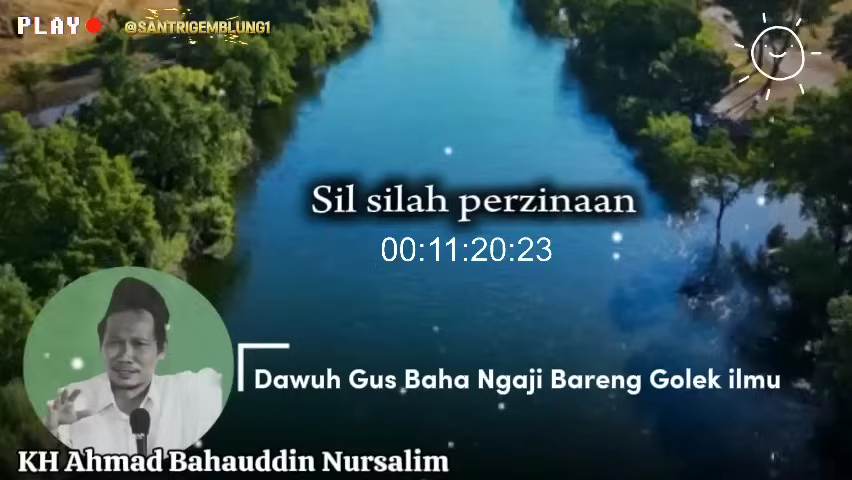 PLAY
@SANTRIGEMBLUNG1
Sil silah perzinaan
00:11:20:23
Dawuh Gus Baha Ngaji Bareng Golek ilmu
KH Ahmad Bahauddin Nursalim